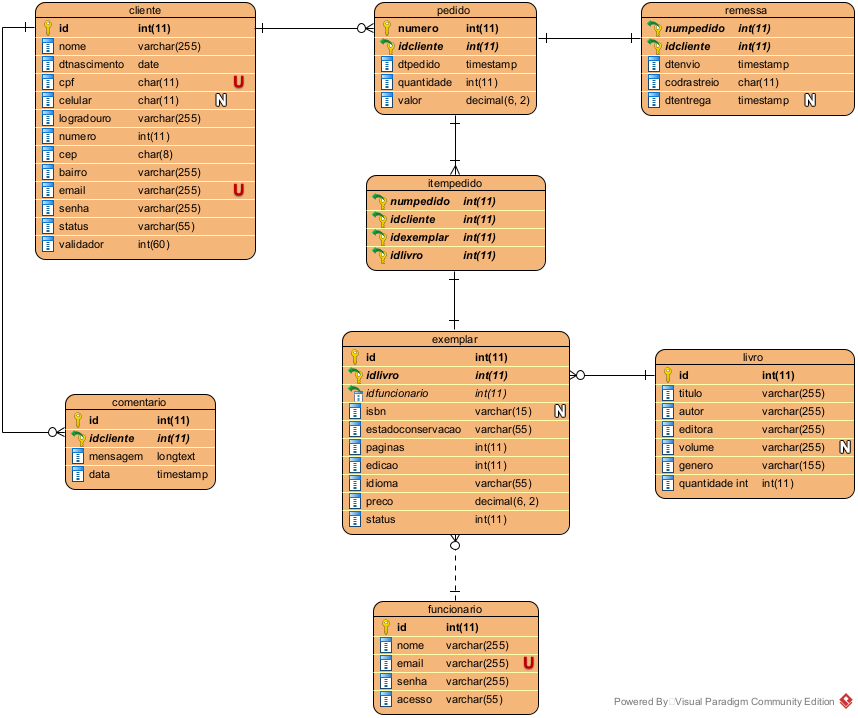 cliente
id int(11)
nome varchar(255)
dtnascimento date
cpf char(11) U
celular char(11) N
logradouro varchar(255)
numero int(11)
cep char(8)
bairro varchar(255)
email varchar(255) U
senha varchar(255)
status varchar(55)
validador int(60)
pedido
numero int(11)
idcliente int(11)
dtpedido timestamp
quantidade int(11)
valor decimal(6, 2)
remessa
numpedido int(11)
idcliente int(11)
dtenvio timestamp
codrastreio char(11)
dtentrega timestamp N
itempedido
numpedido int(11)
idcliente int(11)
idexemplar int(11)
idlivro int(11)
exemplar
id int(11)
idlivro int(11)
idfuncionario int(11)
isbn varchar(15) N
estadoconservacao varchar(55)
paginas int(11)
edicao int(11)
idioma varchar(55)
preco decimal(6, 2)
status int(11)
livro
id int(11)
titulo varchar(255)
autor varchar(255)
editora varchar(255)
volume varchar(255) N
genero varchar(155)
quantidade int int(11)
comentario
id int(11)
idcliente int(11)
mensagem longtext
data timestamp
funcionario
id int(11)
nome varchar(255)
email varchar(255) U
senha varchar(255)
acesso varchar(55)
Powered By Visual Paradigm Community Edition